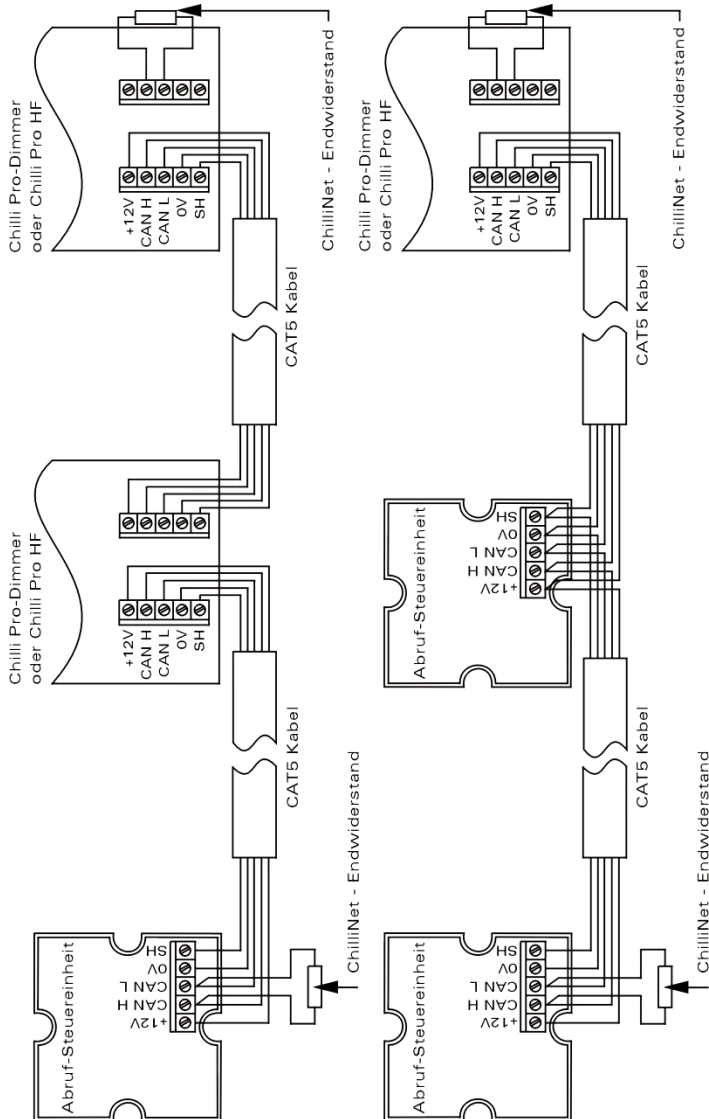 Chilli Pro-Dimmer
oder Chilli Pro HF
+12V
CAN H
CAN L
0V
SH
ChilliNet - Endwiderstand
CAT5 Kabel
Chilli Pro-Dimmer
oder Chilli Pro HF
+12V
CAN H
CAN L
0V
SH
CAT5 Kabel
Abruf-Steuereinheit
SH
0V
CAN L
CAN H
+12V
ChilliNet - Endwiderstand
Chilli Pro-Dimmer
oder Chilli Pro HF
+12V
CAN H
CAN L
0V
SH
ChilliNet - Endwiderstand
CAT5 Kabel
Abruf-Steuereinheit
SH
0V
CAN L
CAN H
+12V
CAT5 Kabel
Abruf-Steuereinheit
SH
0V
CAN L
CAN H
+12V
ChilliNet - Endwiderstand